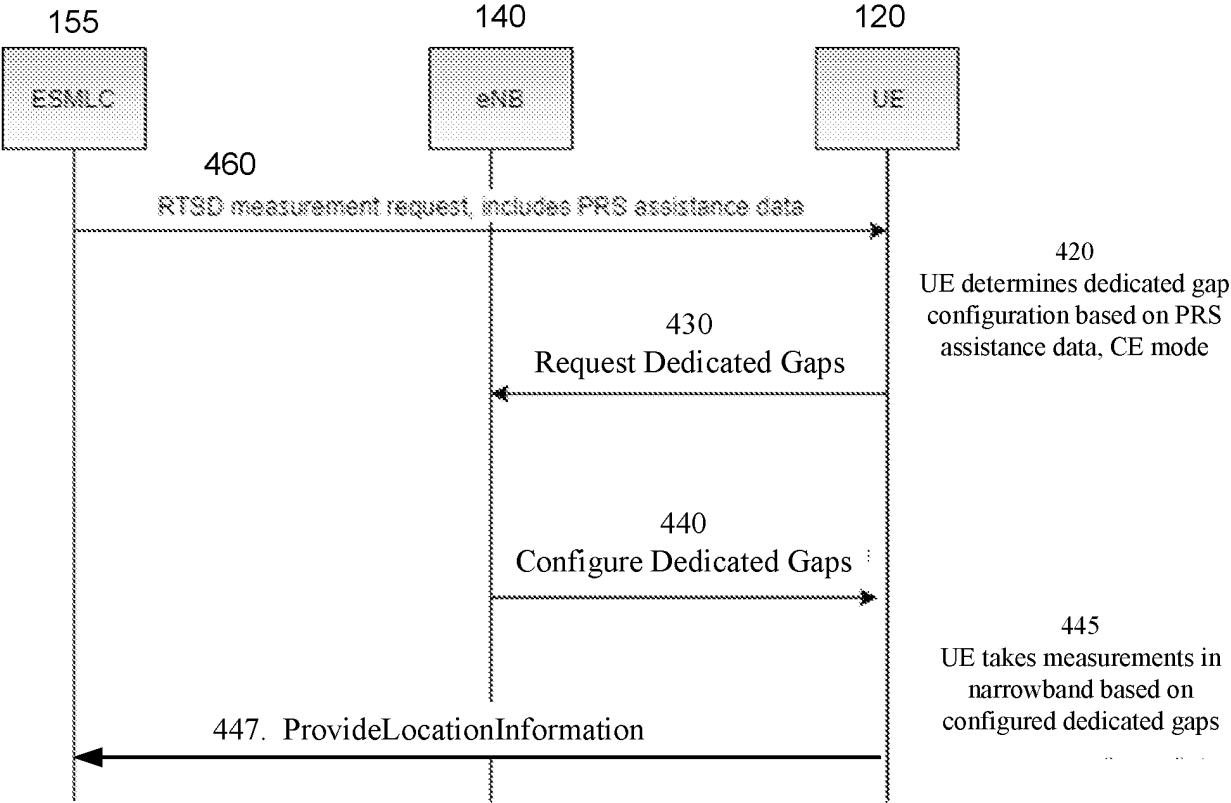 155
140
120
ESMLC
eNB
UE
460
RTSD measurement request, includes PRS assistance data
420
UE determines dedicated gap
configuration based on PRS
assistance data, CE mode
430
Request Dedicated Gaps
440
Configure Dedicated Gaps
445
UE takes measurements in
narrowband based on
configured dedicated gaps
447. ProvideLocationInformation